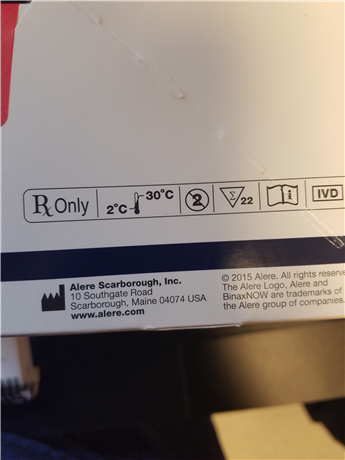 Rx Only 2°C 30°C 2 Σ 22 i IVD
Alere Scarborough, Inc.
10 Southgate Road
Scarborough, Maine 04074 USA
www.alere.com
© 2015 Alere. All rights reserve
The Alere Logo, Alere and
BinaxNOW are trademarks of
the Alere group of companies.